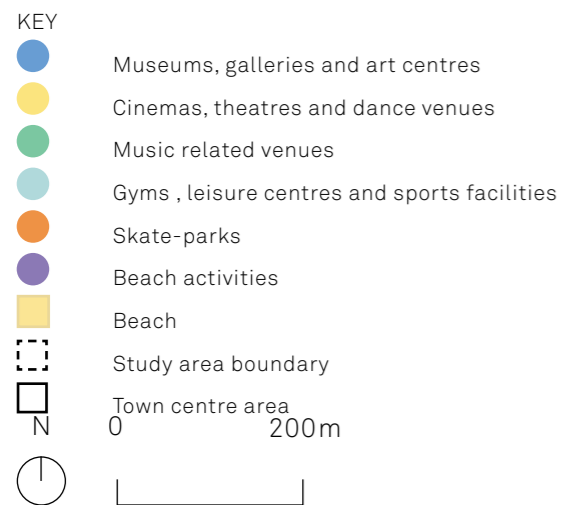 KEY
Museums, galleries and art centres
Cinemas, theatres and dance venues
Music related venues
Gyms , leisure centres and sports facilities
Skate-parks
Beach activities
Beach
Study area boundary
Town centre area
N 0 200m